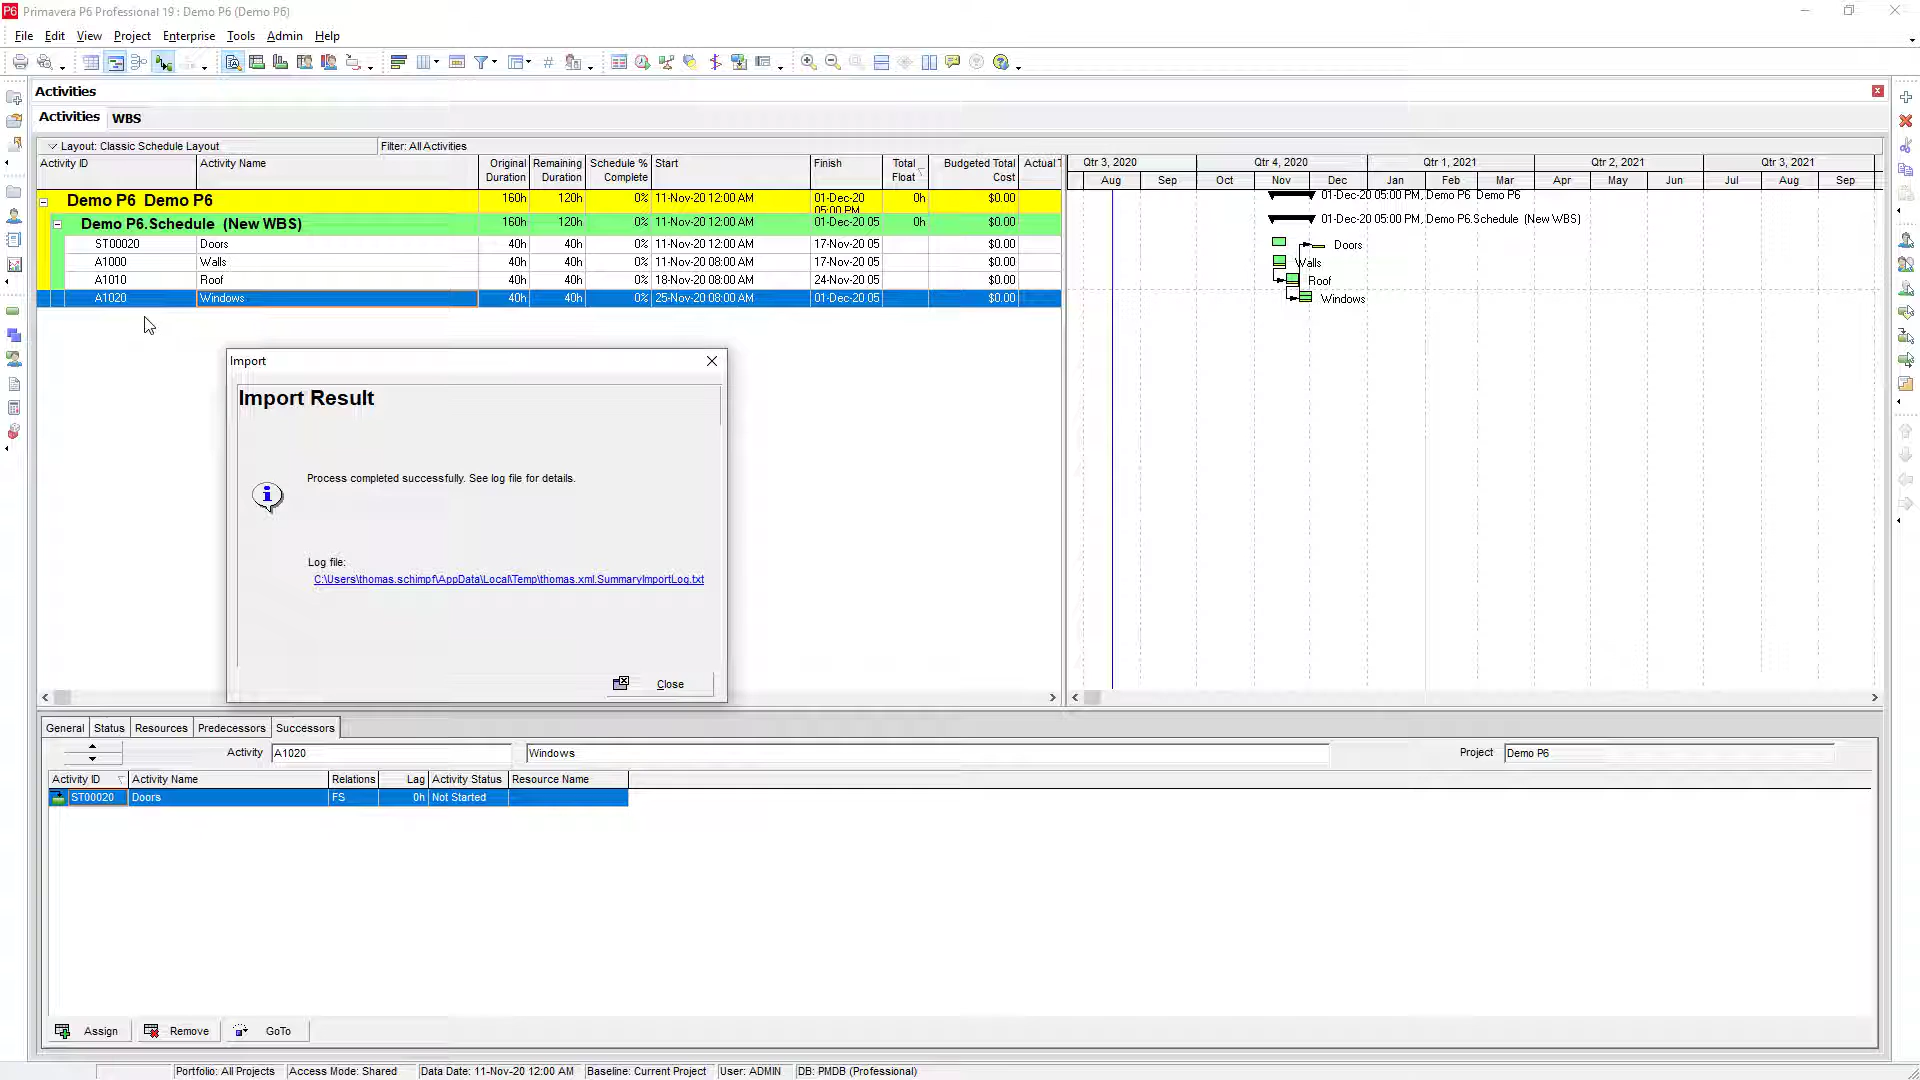 Primavera P6 Professional 19 : Demo P6 (Demo P6)
File Edit View Project Enterprise Tools Admin Help
Activities
Activities WBS
Layout: Classic Schedule Layout Filter: All Activities
Activity ID Activity Name Original Duration Remaining Duration Schedule % Complete Start Finish Total Float Budgeted Total Cost Actual T
Qtr 3, 2020 Qtr 4, 2020 Qtr 1, 2021 Qtr 2, 2021 Qtr 3, 2021
Aug Sep Oct Nov Dec Jan Feb Mar Apr May Jun Jul Aug Sep
Demo P6 Demo P6 160h 120h 0% 11-Nov-20 12:00 AM 01-Dec-20 05:00 PM 0h $0.00
01-Dec-20 05:00 PM, Demo P6 Demo P6
Demo P6.Schedule (New WBS) 160h 120h 0% 11-Nov-20 12:00 AM 01-Dec-20 05 0h $0.00
01-Dec-20 05:00 PM, Demo P6.Schedule (New WBS)
ST00020 Doors 40h 40h 0% 11-Nov-20 12:00 AM 17-Nov-20 05 $0.00 Doors
A1000 Walls 40h 40h 0% 11-Nov-20 08:00 AM 17-Nov-20 05 $0.00 Walls
A1010 Roof 40h 40h 0% 18-Nov-20 08:00 AM 24-Nov-20 05 $0.00 Roof
A1020 Windows 40h 40h 0% 25-Nov-20 08:00 AM 01-Dec-20 05 $0.00 Windows
Import
Import Result
Process completed successfully. See log file for details.
Log file:
C:\Users\thomas.schimpf\AppData\Local\Temp\thomas.xml.SummaryImportLog.txt
Close
General Status Resources Predecessors Successors
Activity A1020 Windows Project Demo P6
Activity ID Activity Name Relations Lag Activity Status Resource Name
ST00020 Doors FS 0h Not Started
Assign Remove GoTo
Portfolio: All Projects Access Mode: Shared Data Date: 11-Nov-20 12:00 AM Baseline: Current Project User: ADMIN DB: PMDB (Professional)